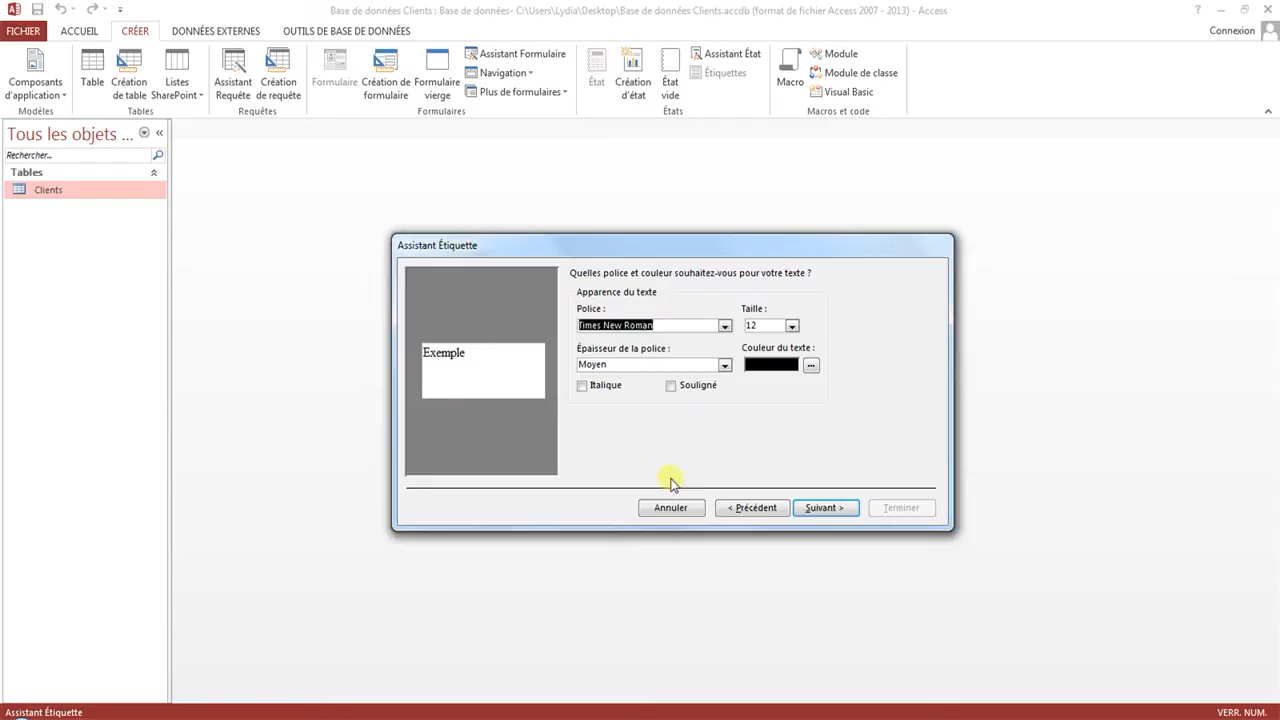 Base de données Clients : Base de données- C:\Users\Lydia\Desktop\Base de données Clients.accdb (format de fichier Access 2007 - 2013) - Access
FICHIER ACCUEIL CRÉER DONNÉES EXTERNES OUTILS DE BASE DE DONNÉES Connexion
Composants d'application
Table
Création de table
Listes SharePoint
Assistant Requête
Création de requête
Formulaire
Création de formulaire
Formulaire vierge
Assistant Formulaire
Navigation
Plus de formulaires
État
Création d'état
État vide
Assistant État
Étiquettes
Macro
Module
Module de classe
Visual Basic
Modèles Tables Requêtes Formulaires États Macros et code
Tous les objets ...
Rechercher...
Tables
Clients
Assistant Étiquette
Quelles police et couleur souhaitez-vous pour votre texte ?
Apparence du texte
Police : Taille :
Times New Roman 12
Exemple
Épaisseur de la police : Couleur du texte :
Moyen ...
Italique Souligné
Annuler < Précédent Suivant > Terminer
Assistant Étiquette VERR. NUM.